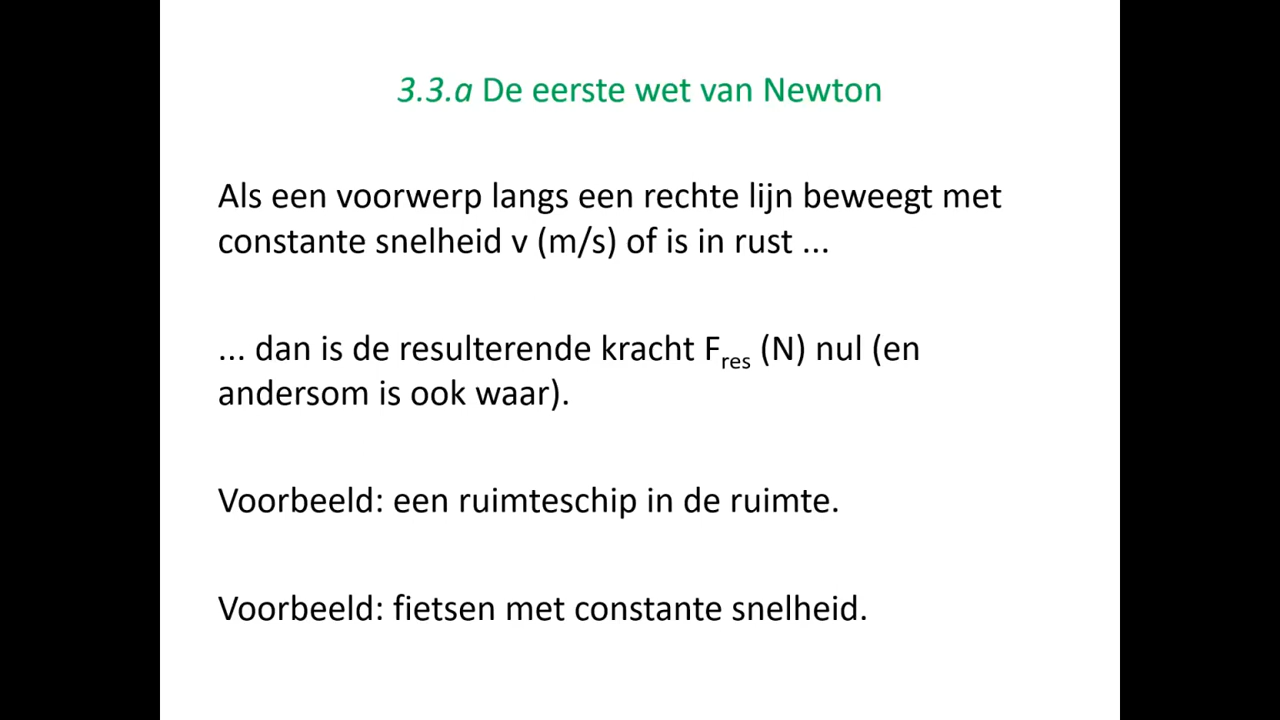 3.3.a De eerste wet van Newton
Als een voorwerp langs een rechte lijn beweegt met
constante snelheid v (m/s) of is in rust ...
... dan is de resulterende kracht Fres (N) nul (en
andersom is ook waar).
Voorbeeld: een ruimteschip in de ruimte.
Voorbeeld: fietsen met constante snelheid.